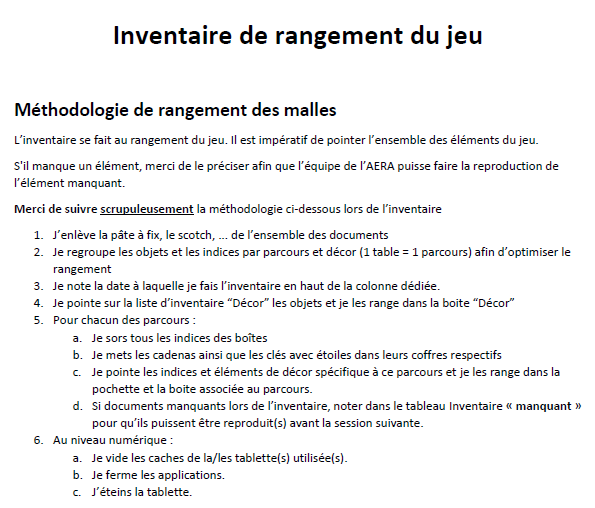 Inventaire de rangement du jeu
Méthodologie de rangement des malles
L’inventaire se fait au rangement du jeu. Il est impératif de pointer l’ensemble des éléments du jeu.
S'il manque un élément, merci de le préciser afin que l’équipe de l’AERA puisse faire la reproduction de
l’élément manquant.
Merci de suivre scrupuleusement la méthodologie ci-dessous lors de l’inventaire
1. J’enlève la pâte à fix, le scotch, ... de l’ensemble des documents
2. Je regroupe les objets et les indices par parcours et décor (1 table = 1 parcours) afin d’optimiser le
rangement
3. Je note la date à laquelle je fais l’inventaire en haut de la colonne dédiée.
4. Je pointe sur la liste d’inventaire “Décor” les objets et je les range dans la boite “Décor”
5. Pour chacun des parcours :
a. Je sors tous les indices des boîtes
b. Je mets les cadenas ainsi que les clés avec étoiles dans leurs coffres respectifs
c. Je pointe les indices et éléments de décor spécifique à ce parcours et je les range dans la
pochette et la boite associée au parcours.
d. Si documents manquants lors de l’inventaire, noter dans le tableau Inventaire « manquant »
pour qu’ils puissent être reproduit(s) avant la session suivante.
6. Au niveau numérique :
a. Je vide les caches de la/les tablette(s) utilisée(s).
b. Je ferme les applications.
c. J’éteins la tablette.